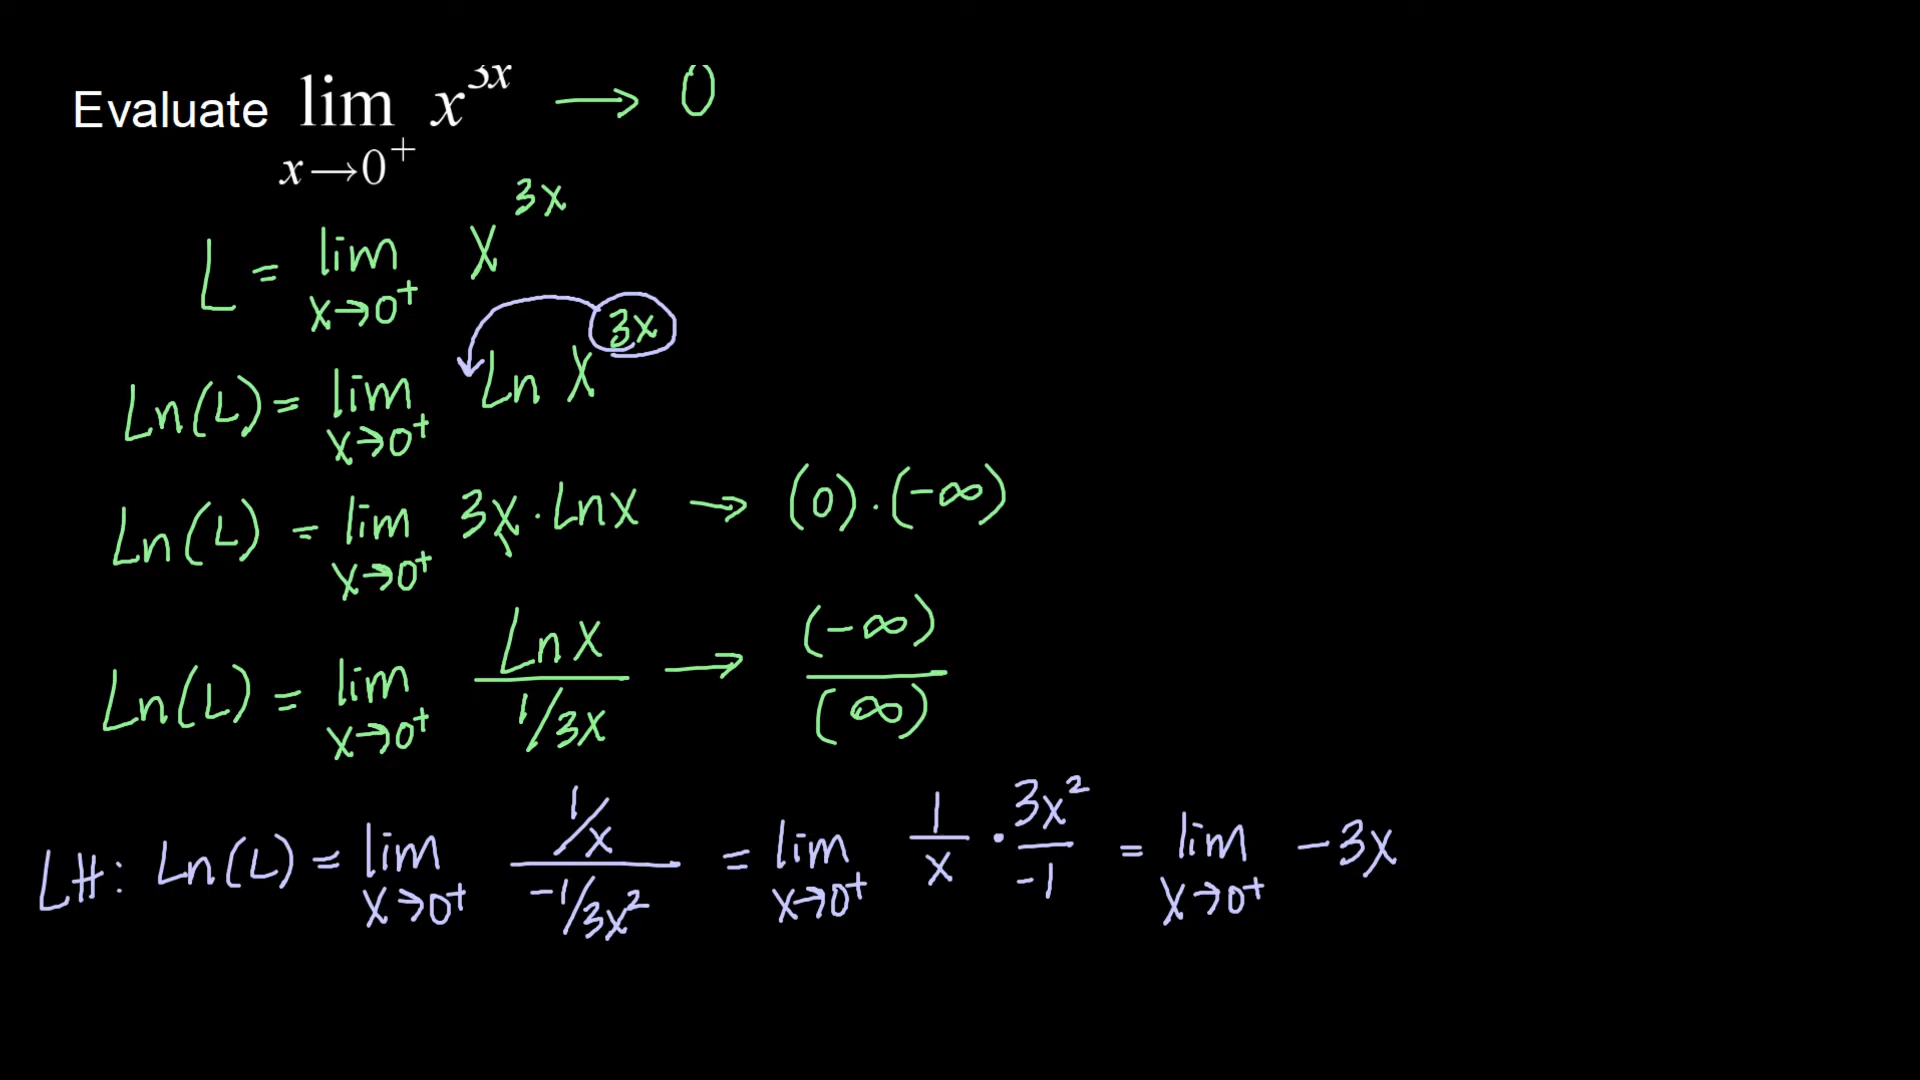 Evaluate lim x→0⁺ x^3x → 0
L = lim x→0⁺ x^3x
Ln(L) = lim x→0⁺ Ln x^3x
Ln(L) = lim x→0⁺ 3x · Ln x → (0) · (-∞)
Ln(L) = lim x→0⁺ Ln x / 1/3x → (-∞) / (∞)
LH: Ln(L) = lim x→0⁺ 1/x / -1/3x² = lim x→0⁺ 1/x · 3x²/-1 = lim x→0⁺ -3x